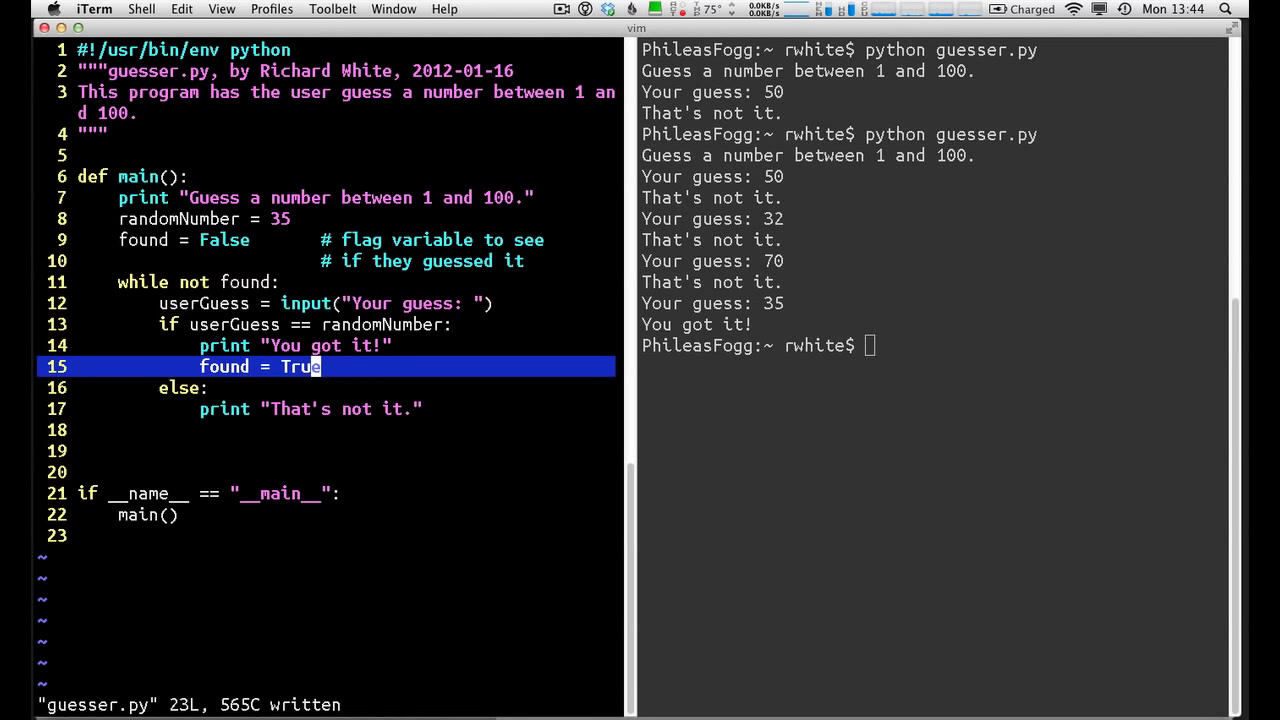 iTerm Shell Edit View Profiles Toolbelt Window Help 75° 0.0KB/s 0.0KB/s Charged Mon 13:44
vim
1 #!/usr/bin/env python
2 """guesser.py, by Richard White, 2012-01-16
3 This program has the user guess a number between 1 an
d 100.
4 """
5
6 def main():
7 print "Guess a number between 1 and 100."
8 randomNumber = 35
9 found = False # flag variable to see
10 # if they guessed it
11 while not found:
12 userGuess = input("Your guess: ")
13 if userGuess == randomNumber:
14 print "You got it!"
15 found = True
16 else:
17 print "That's not it."
18
19
20
21 if __name__ == "__main__":
22 main()
23
~
~
~
~
~
~
~
"guesser.py" 23L, 565C written
PhileasFogg:~ rwhite$ python guesser.py
Guess a number between 1 and 100.
Your guess: 50
That's not it.
PhileasFogg:~ rwhite$ python guesser.py
Guess a number between 1 and 100.
Your guess: 50
That's not it.
Your guess: 32
That's not it.
Your guess: 70
That's not it.
Your guess: 35
You got it!
PhileasFogg:~ rwhite$